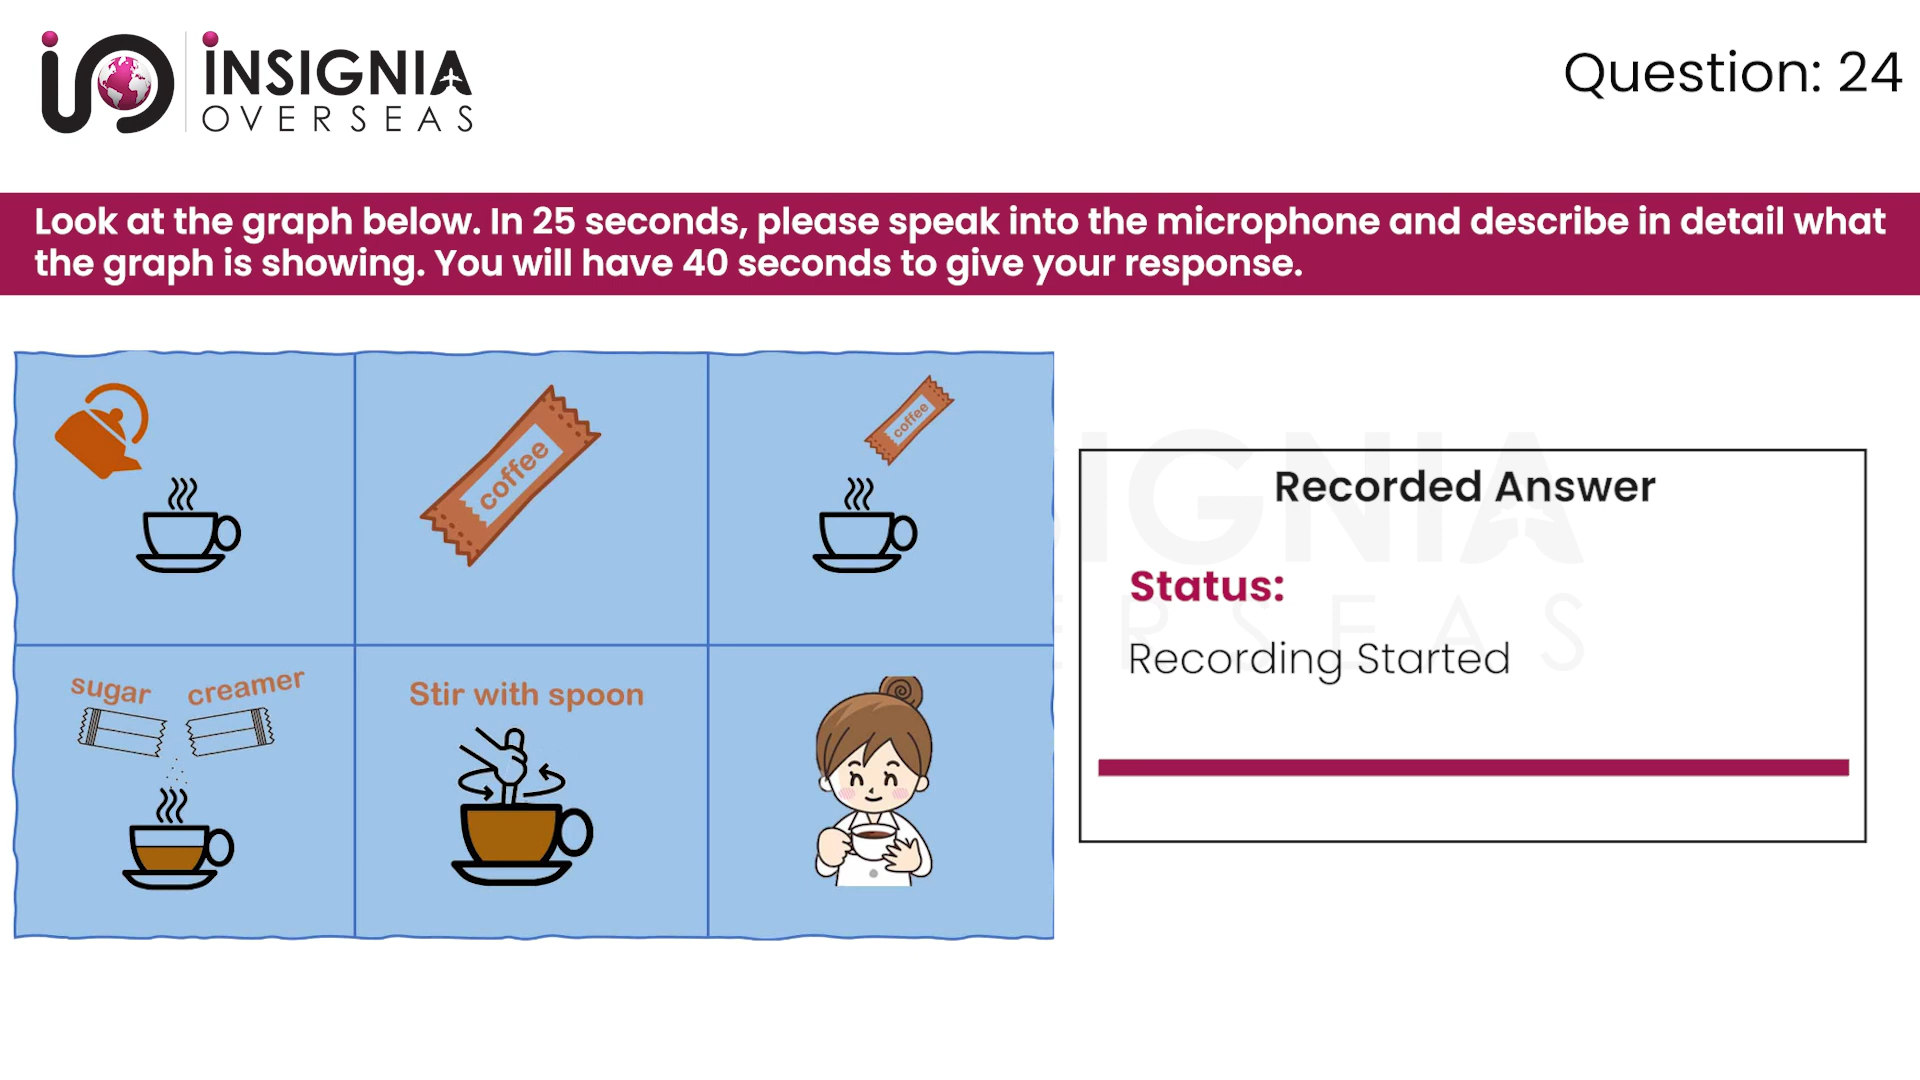 iNSIGNIA
OVERSEAS
Question: 24
Look at the graph below. In 25 seconds, please speak into the microphone and describe in detail what
the graph is showing. You will have 40 seconds to give your response.
coffee
coffee
Recorded Answer
Status:
Recording Started
sugar creamer
Stir with spoon